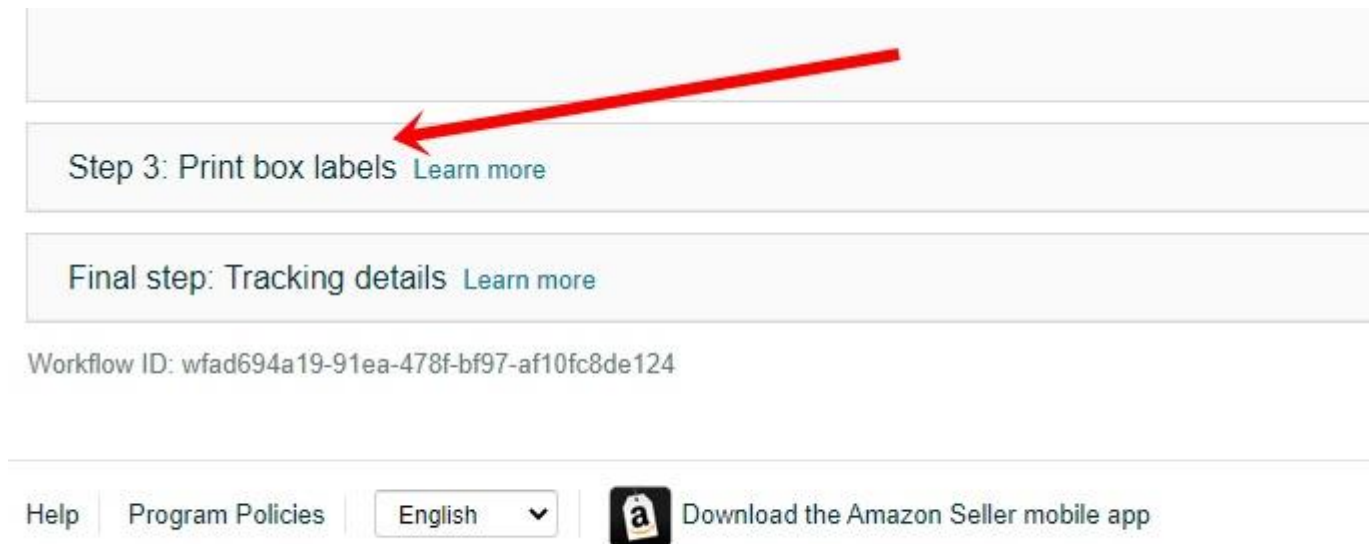 Step 3: Print box labels Learn more
Final step: Tracking details Learn more
Workflow ID: wfad694a19-91ea-478f-bf97-af10fc8de124
Help Program Policies English Download the Amazon Seller mobile app